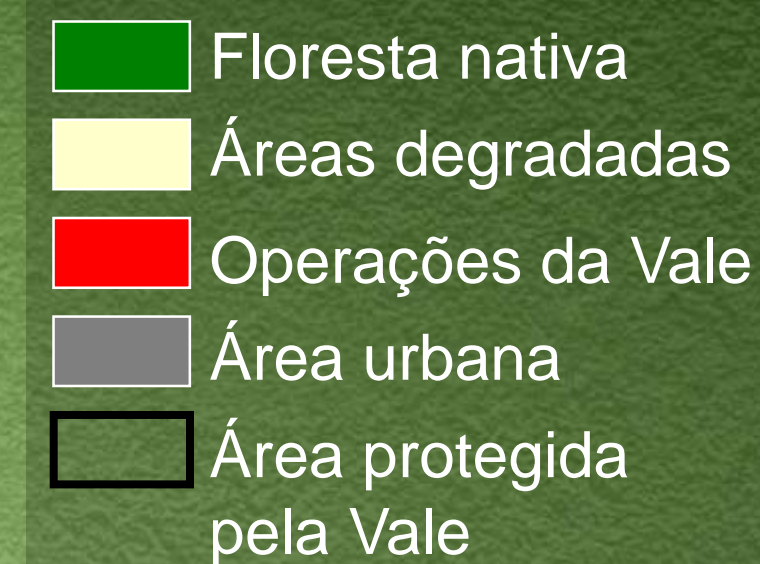 Floresta nativa
Áreas degradadas
Operações da Vale
Área urbana
Área protegida
pela Vale